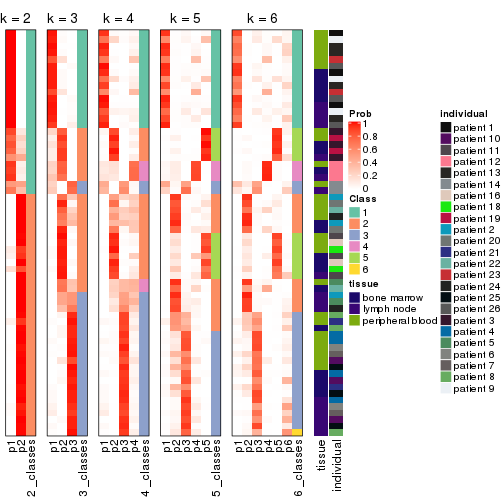 k = 2
k = 3
k = 4
k = 5
k = 6
p1
p2
2_classes
p1
p2
p3
3_classes
p1
p2
p3
p4
4_classes
p1
p2
p3
p4
p5
5_classes
p1
p2
p3
p4
p5
p6
6_classes
tissue
individual
Prob
1
0.8
0.6
0.4
0.2
0
Class
1
2
3
4
5
6
tissue
bone marrow
lymph node
peripheral blood
Individual
patient 1
patient 10
patient 11
patient 12
patient 13
patient 14
patient 16
patient 18
patient 19
patient 2
patient 20
patient 21
patient 22
patient 23
patient 24
patient 25
patient 26
patient 3
patient 4
patient 5
patient 6
patient 7
patient 8
patient 9